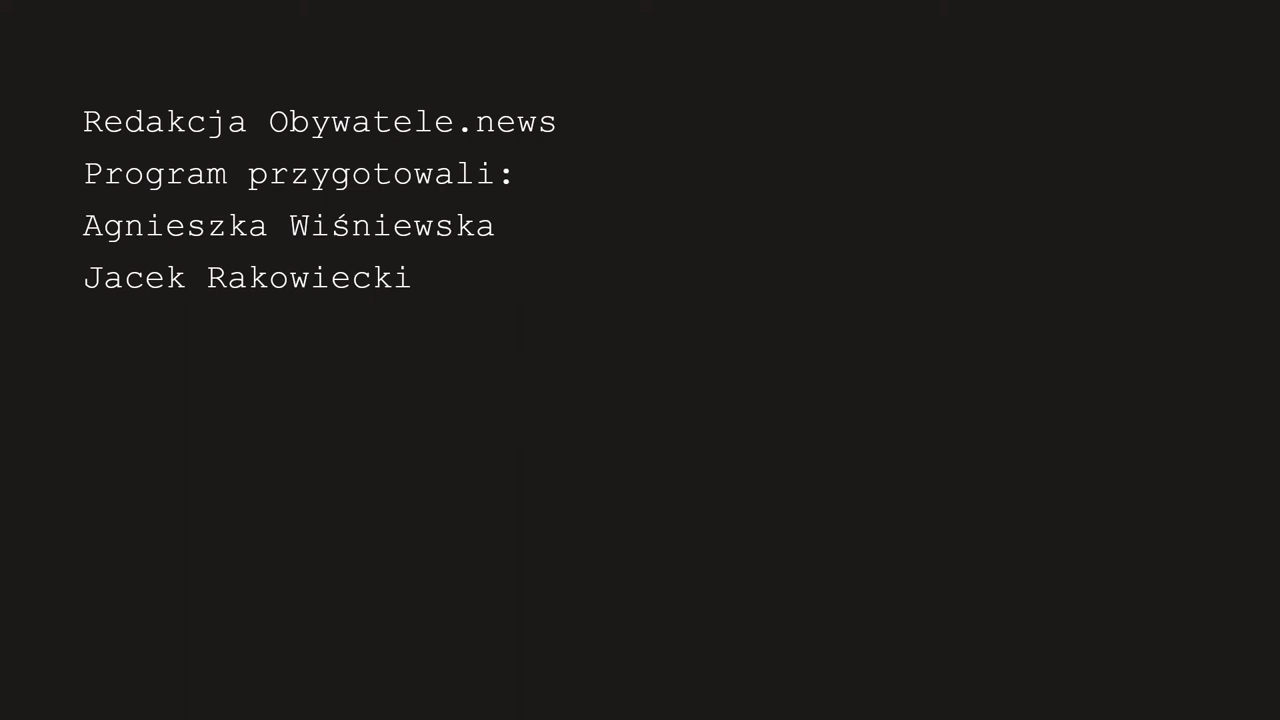 Redakcja Obywatele.news
Program przygotowali:
Agnieszka Wiśniewska
Jacek Rakowiecki